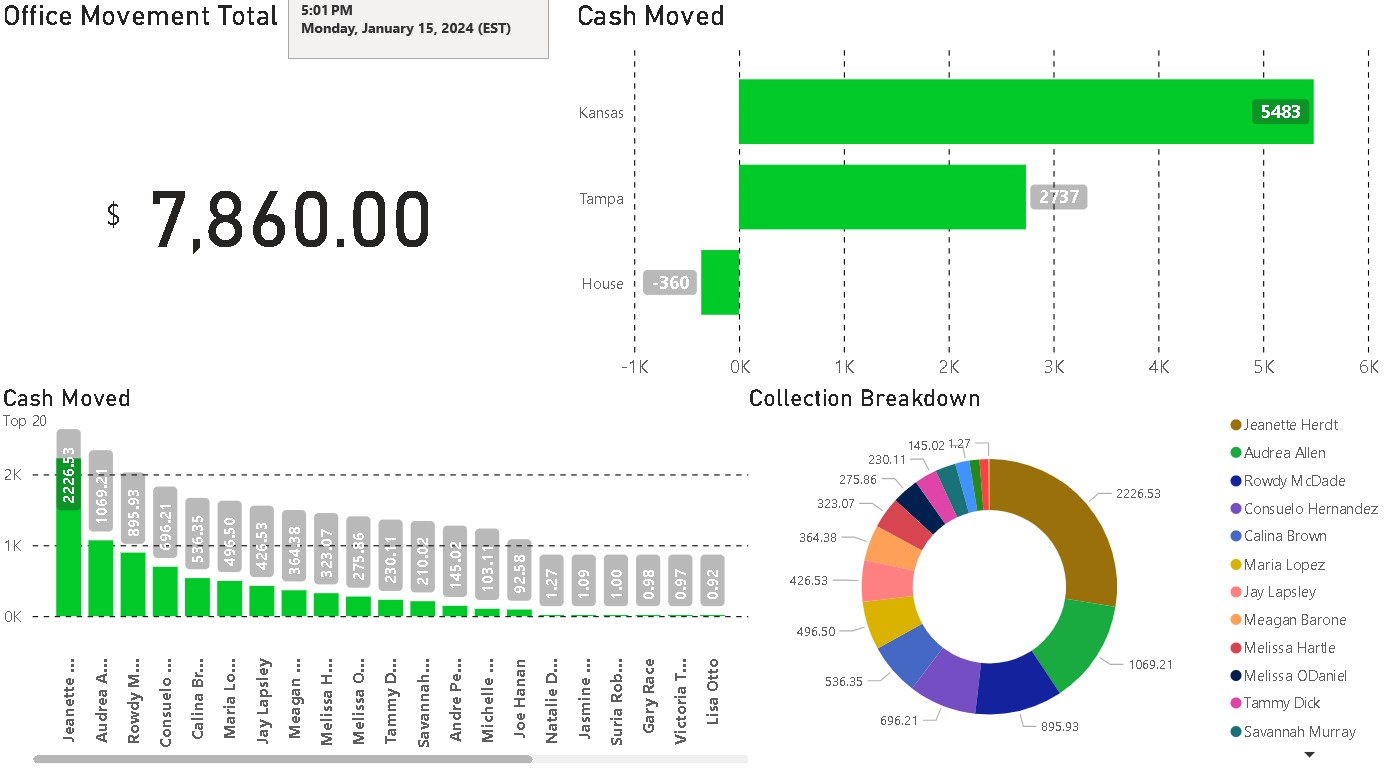 Office Movement Total
5:01 PM
Monday, January 15, 2024 (EST)
$ 7,860.00
Cash Moved
Kansas
5483
Tampa
2737
House
-360
-1K 0K 1K 2K 3K 4K 5K 6K
Cash Moved
Top 20
2K
1K
0K
2226.53
1069.21
895.93
696.21
536.35
496.50
426.53
364.38
323.07
275.86
230.11
210.02
145.02
103.11
92.58
1.27
1.09
1.00
0.98
0.97
0.92
Jeanette ...
Audrea A...
Rowdy M...
Consuelo ...
Calina Br...
Maria Lo...
Jay Lapsley
Meagan ...
Melissa H...
Melissa O...
Tammy D...
Savannah...
Andre Pe...
Michelle ...
Joe Hanan
Natalie D...
Jasmine ...
Suria Rob...
Gary Race
Victoria T...
Lisa Otto
Collection Breakdown
2226.53
1069.21
895.93
696.21
536.35
496.50
426.53
364.38
323.07
275.86
230.11
145.02
1.27
Jeanette Herdt
Audrea Allen
Rowdy McDade
Consuelo Hernandez
Calina Brown
Maria Lopez
Jay Lapsley
Meagan Barone
Melissa Hartle
Melissa ODaniel
Tammy Dick
Savannah Murray